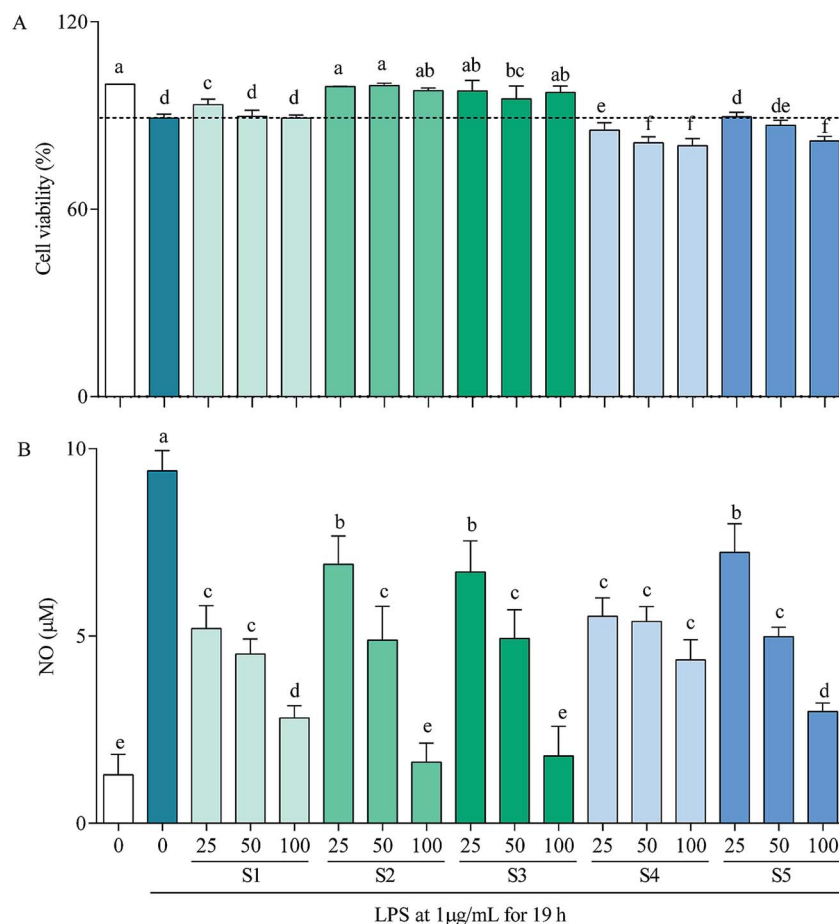 A
120
60
0
Cell viability (%)
a d c d d a a ab ab bc ab e f f d de f
B
10
5
0
NO (µM)
e a c c d b c e b c e c c c b c d
0 0 25 50 100 25 50 100 25 50 100 25 50 100 25 50 100
S1 S2 S3 S4 S5
LPS at 1µg/mL for 19 h